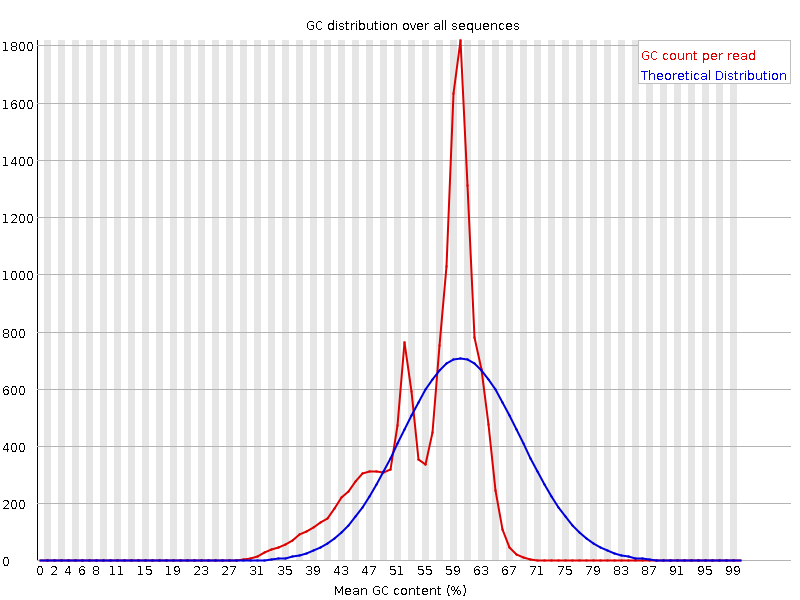 GC distribution over all sequences
GC count per read
Theoretical Distribution
1800
1600
1400
1200
1000
800
600
400
200
0
0 2 4 6 8 11 15 19 23 27 31 35 39 43 47 51 55 59 63 67 71 75 79 83 87 91 95 99
Mean GC content (%)